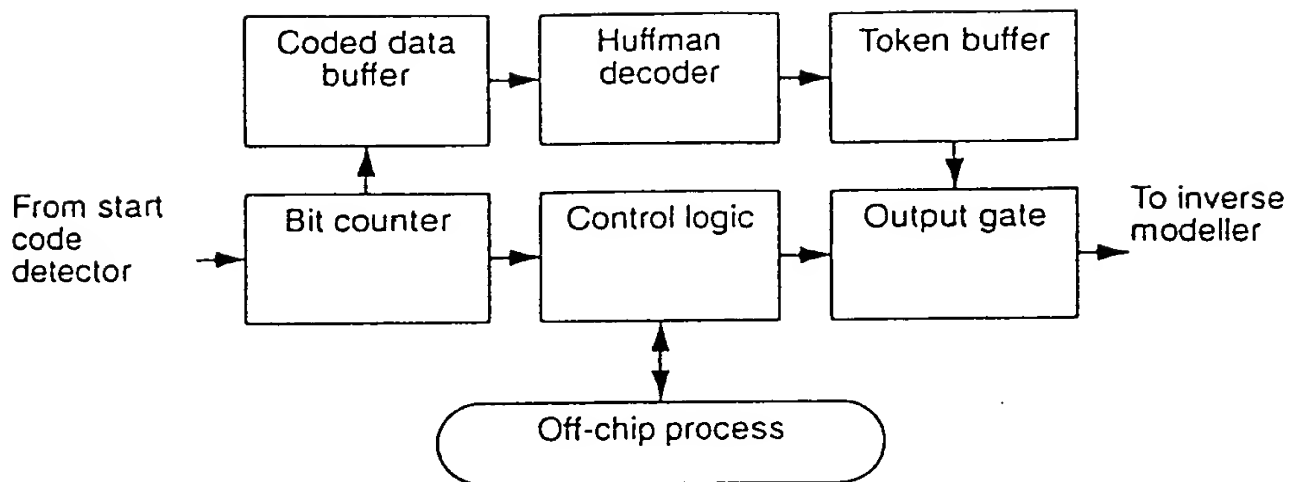 Coded data
buffer
Huffman
decoder
Token buffer
From start
code
detector
Bit counter
Control logic
Output gate
To inverse
modeller
Off-chip process